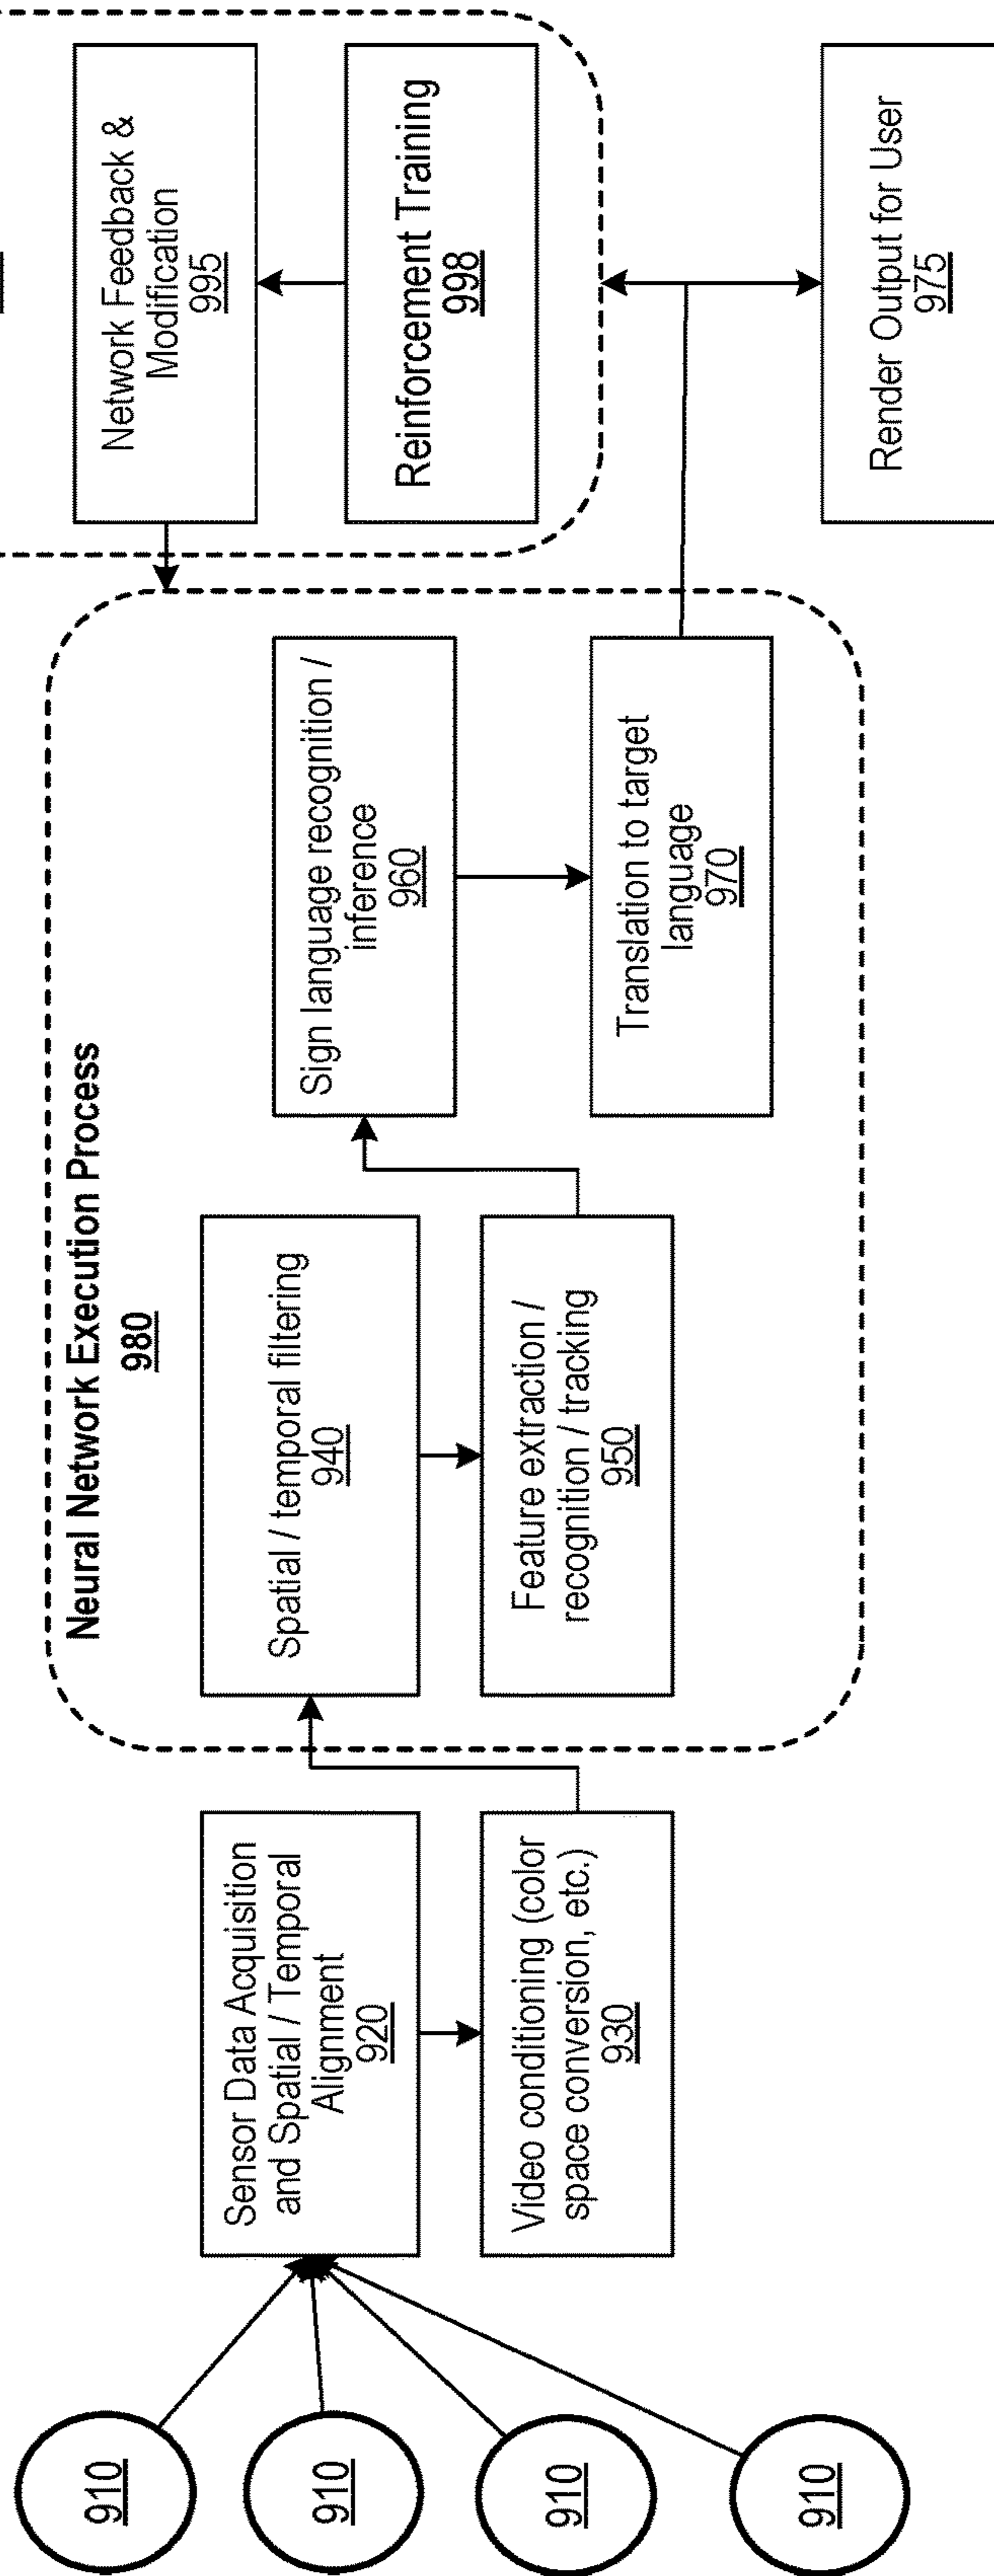 910
910
910
910
Sensor Data Acquisition
and Spatial / Temporal
Alignment
920
Video conditioning (color
space conversion, etc.)
930
Neural Network Execution Process
980
Spatial / temporal filtering
940
Feature extraction /
recognition / tracking
950
Sign language recognition /
inference
960
Translation to target
language
970
Network Feedback &
Modification
995
Reinforcement Training
998
Render Output for User
975